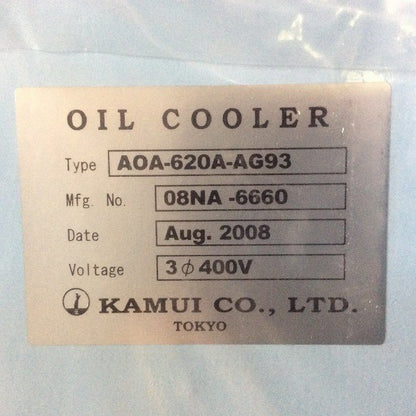 OIL COOLER
Type AOA-620A-AG93
Mfg. No. 08NA -6660
Date Aug. 2008
Voltage 3φ400V
KAMUI CO., LTD.
TOKYO